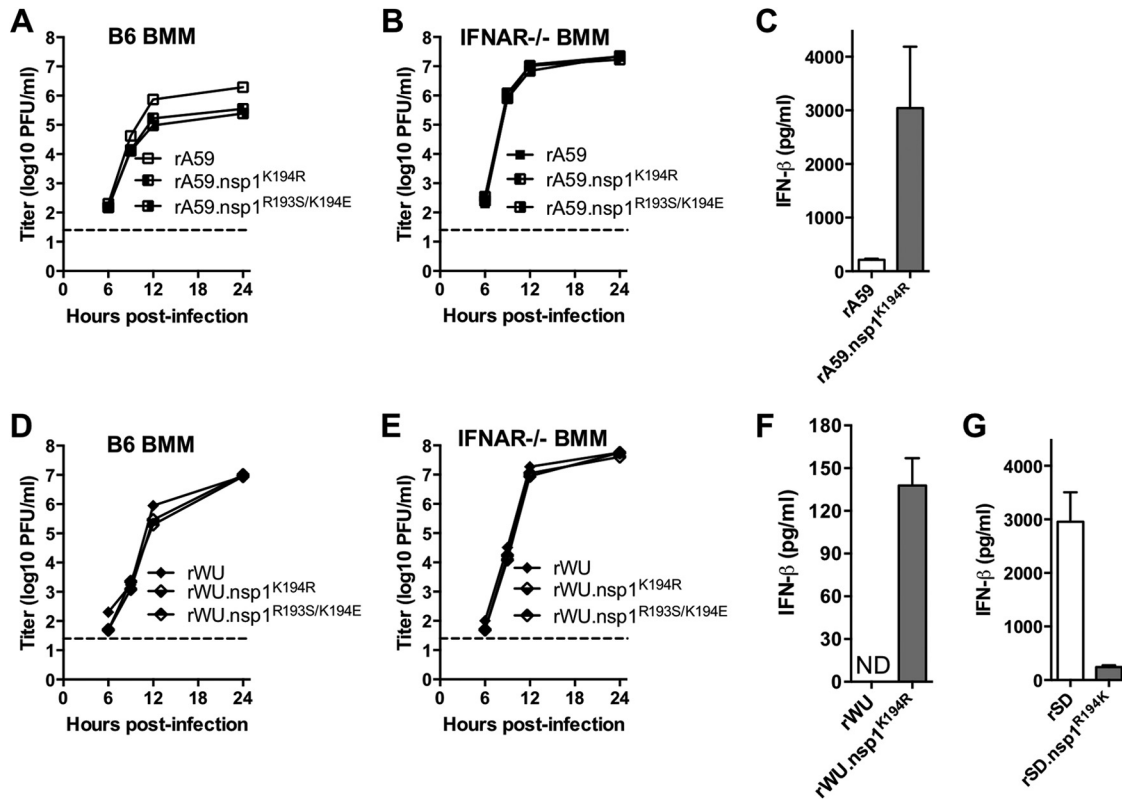 A
B6 BMM
Titer (log10 PFU/ml)
8
7
6
5
4
3
2
1
0
rA59
rA59.nsp1K194R
rA59.nsp1R193S/K194E
0 6 12 18 24
Hours post-infection
B
IFNAR-/- BMM
Titer (log10 PFU/ml)
8
7
6
5
4
3
2
1
0
rA59
rA59.nsp1K194R
rA59.nsp1R193S/K194E
0 6 12 18 24
Hours post-infection
C
IFN-β (pg/ml)
4000
3000
2000
1000
0
rA59
rA59.nsp1K194R
D
B6 BMM
Titer (log10 PFU/ml)
8
7
6
5
4
3
2
1
0
rWU
rWU.nsp1K194R
rWU.nsp1R193S/K194E
0 6 12 18 24
Hours post-infection
E
IFNAR-/- BMM
Titer (log10 PFU/ml)
8
7
6
5
4
3
2
1
0
rWU
rWU.nsp1K194R
rWU.nsp1R193S/K194E
0 6 12 18 24
Hours post-infection
F
IFN-β (pg/ml)
180
150
120
90
60
30
0
ND
rWU
rWU.nsp1K194R
G
IFN-β (pg/ml)
4000
3000
2000
1000
0
rSD
rSD.nsp1R194K